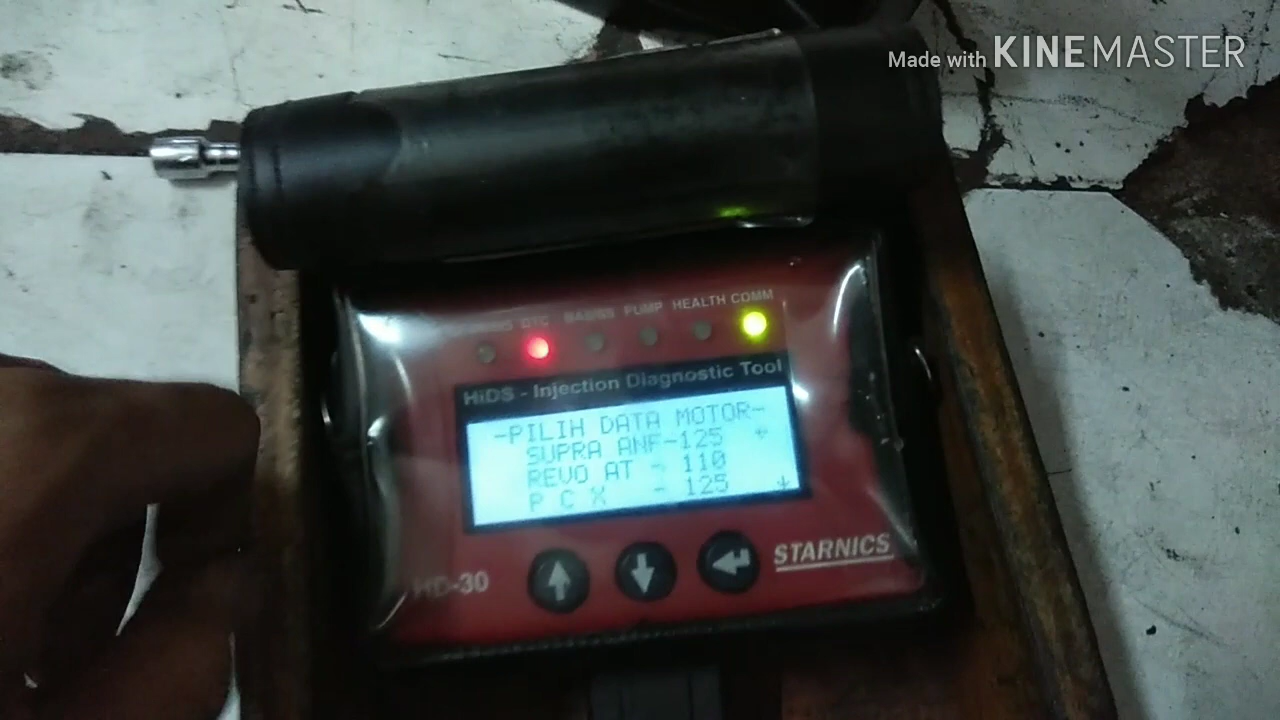 Made with KINEMASTER
DTC BASICS PUMP HEALTH COMM
HiDS - Injection Diagnostic Tool
-PILIH DATA MOTOR-
SUPRA ANF-125
REVO AT - 110
P C X - 125
STARNICS
HD-30